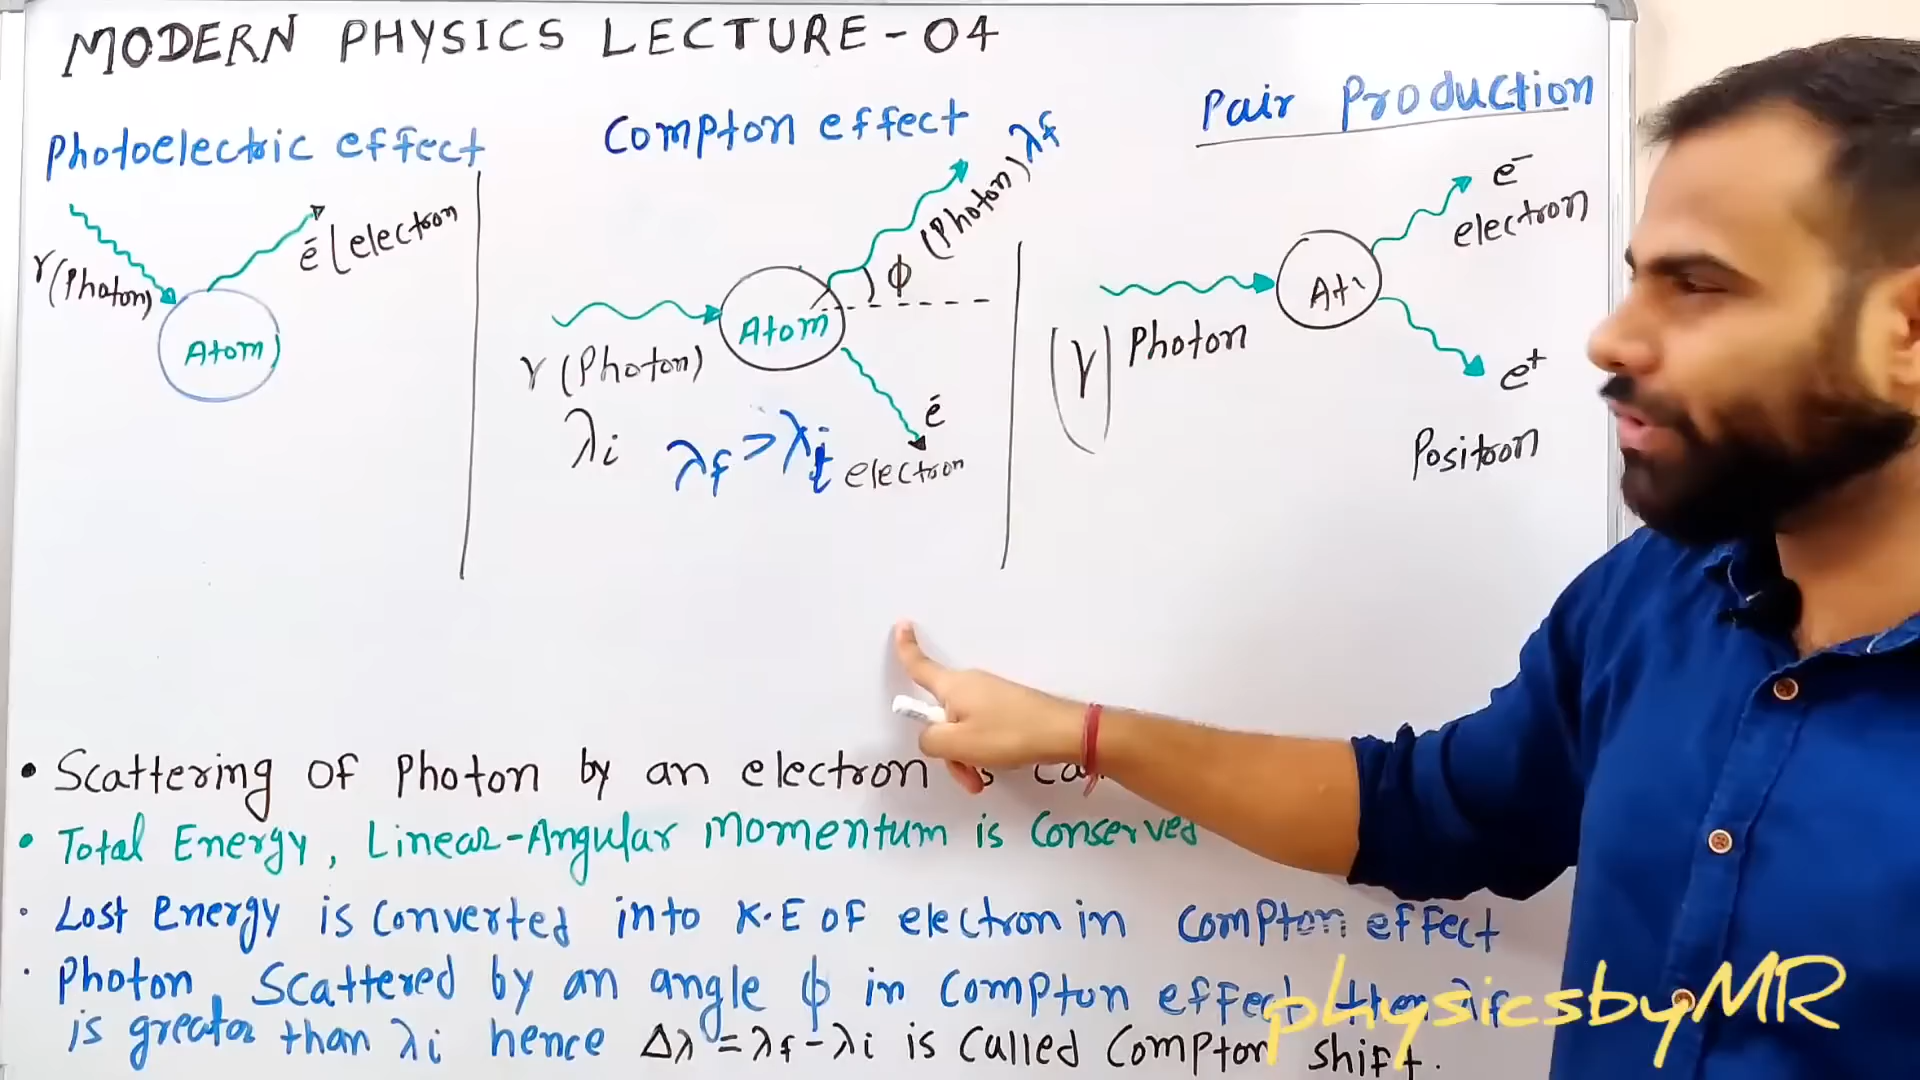 MODERN PHYSICS LECTURE-04
Photoelectric effect
γ(Photon)
ē(electron
Atom
Compton effect
λf
(Photon)
ϕ
Atom
γ (Photon)
λi
λf > λi
ē
electron
Pair Production
e⁻
electron
(γ) Photon
e⁺
Positron
• Scattering of Photon by an electron
• Total Energy, Linear-Angular Momentum is Conserved
• Lost Energy is Converted into K.E of electron in Compton effect
• Photon, Scattered by an angle ϕ in Compton effect then λf
is greater than λi hence Δλ = λf - λi is called Compton shift.
physicsbyMR